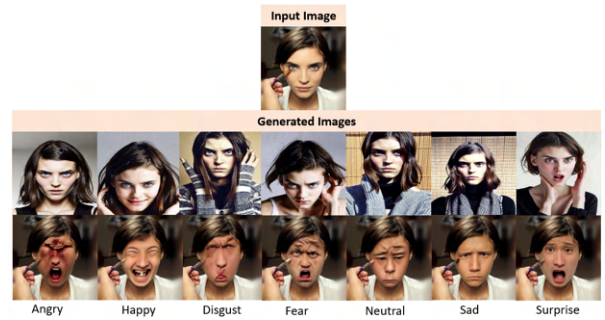 Input Image
Generated Images
Angry Happy Disgust Fear Neutral Sad Surprise